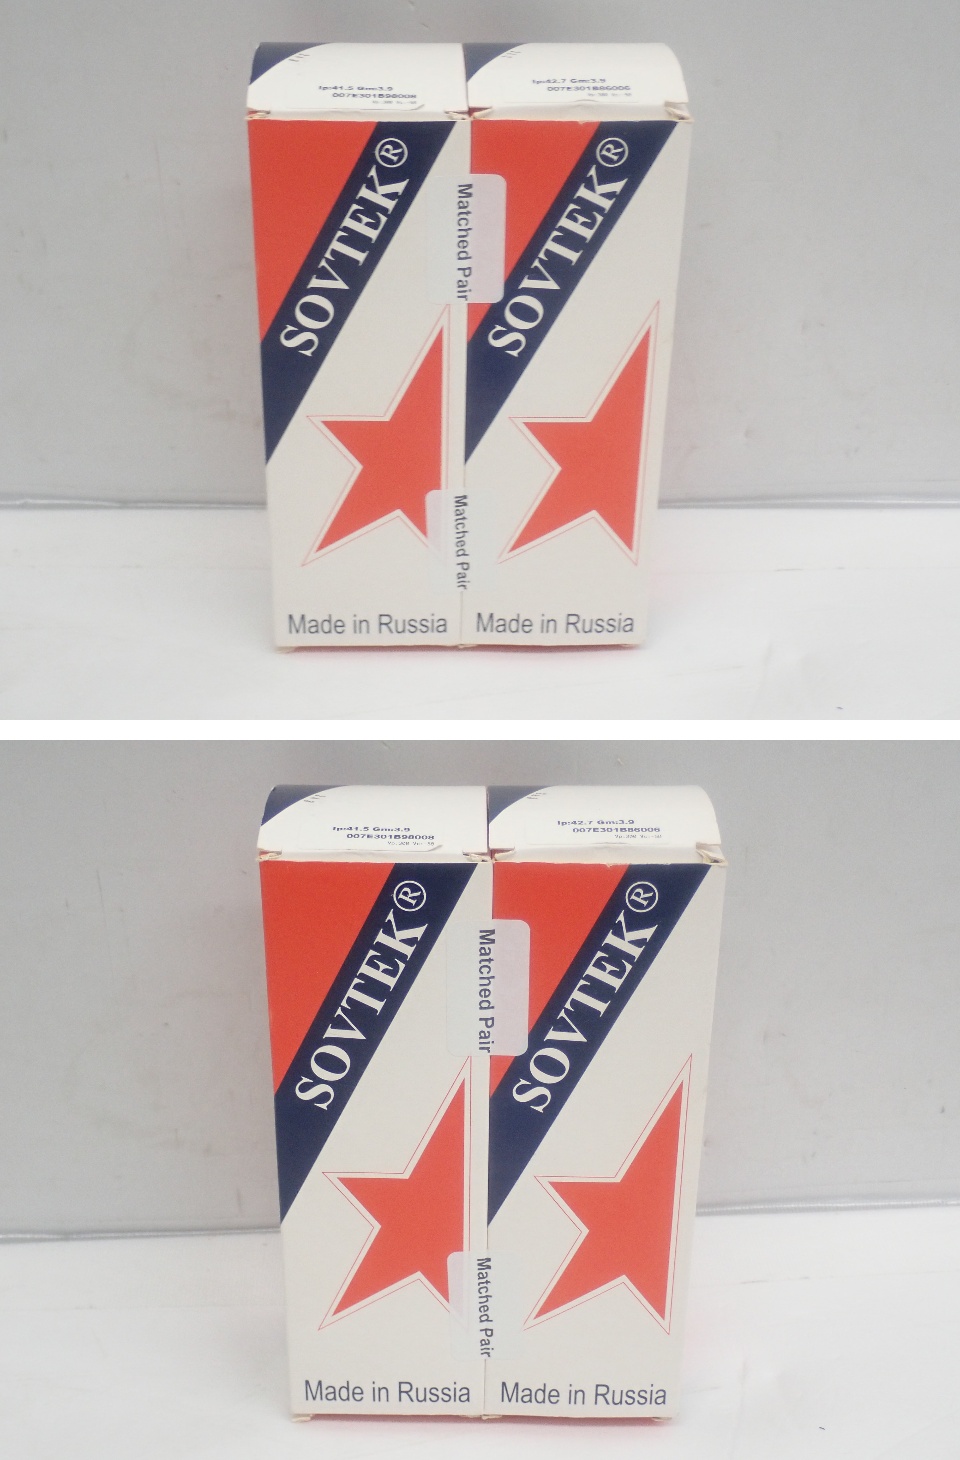 Ip:41.5 Gm:3.9
Ip:42.7 Gm:3.9
SOVTEK®
SOVTEK®
Matched Pair
Matched Pair
Made in Russia
Made in Russia
Ip:41.5 Gm:3.9
007E301B98008
Ip:42.7 Gm:3.9
007E301B86006
SOVTEK®
SOVTEK®
Matched Pair
Matched Pair
Made in Russia
Made in Russia